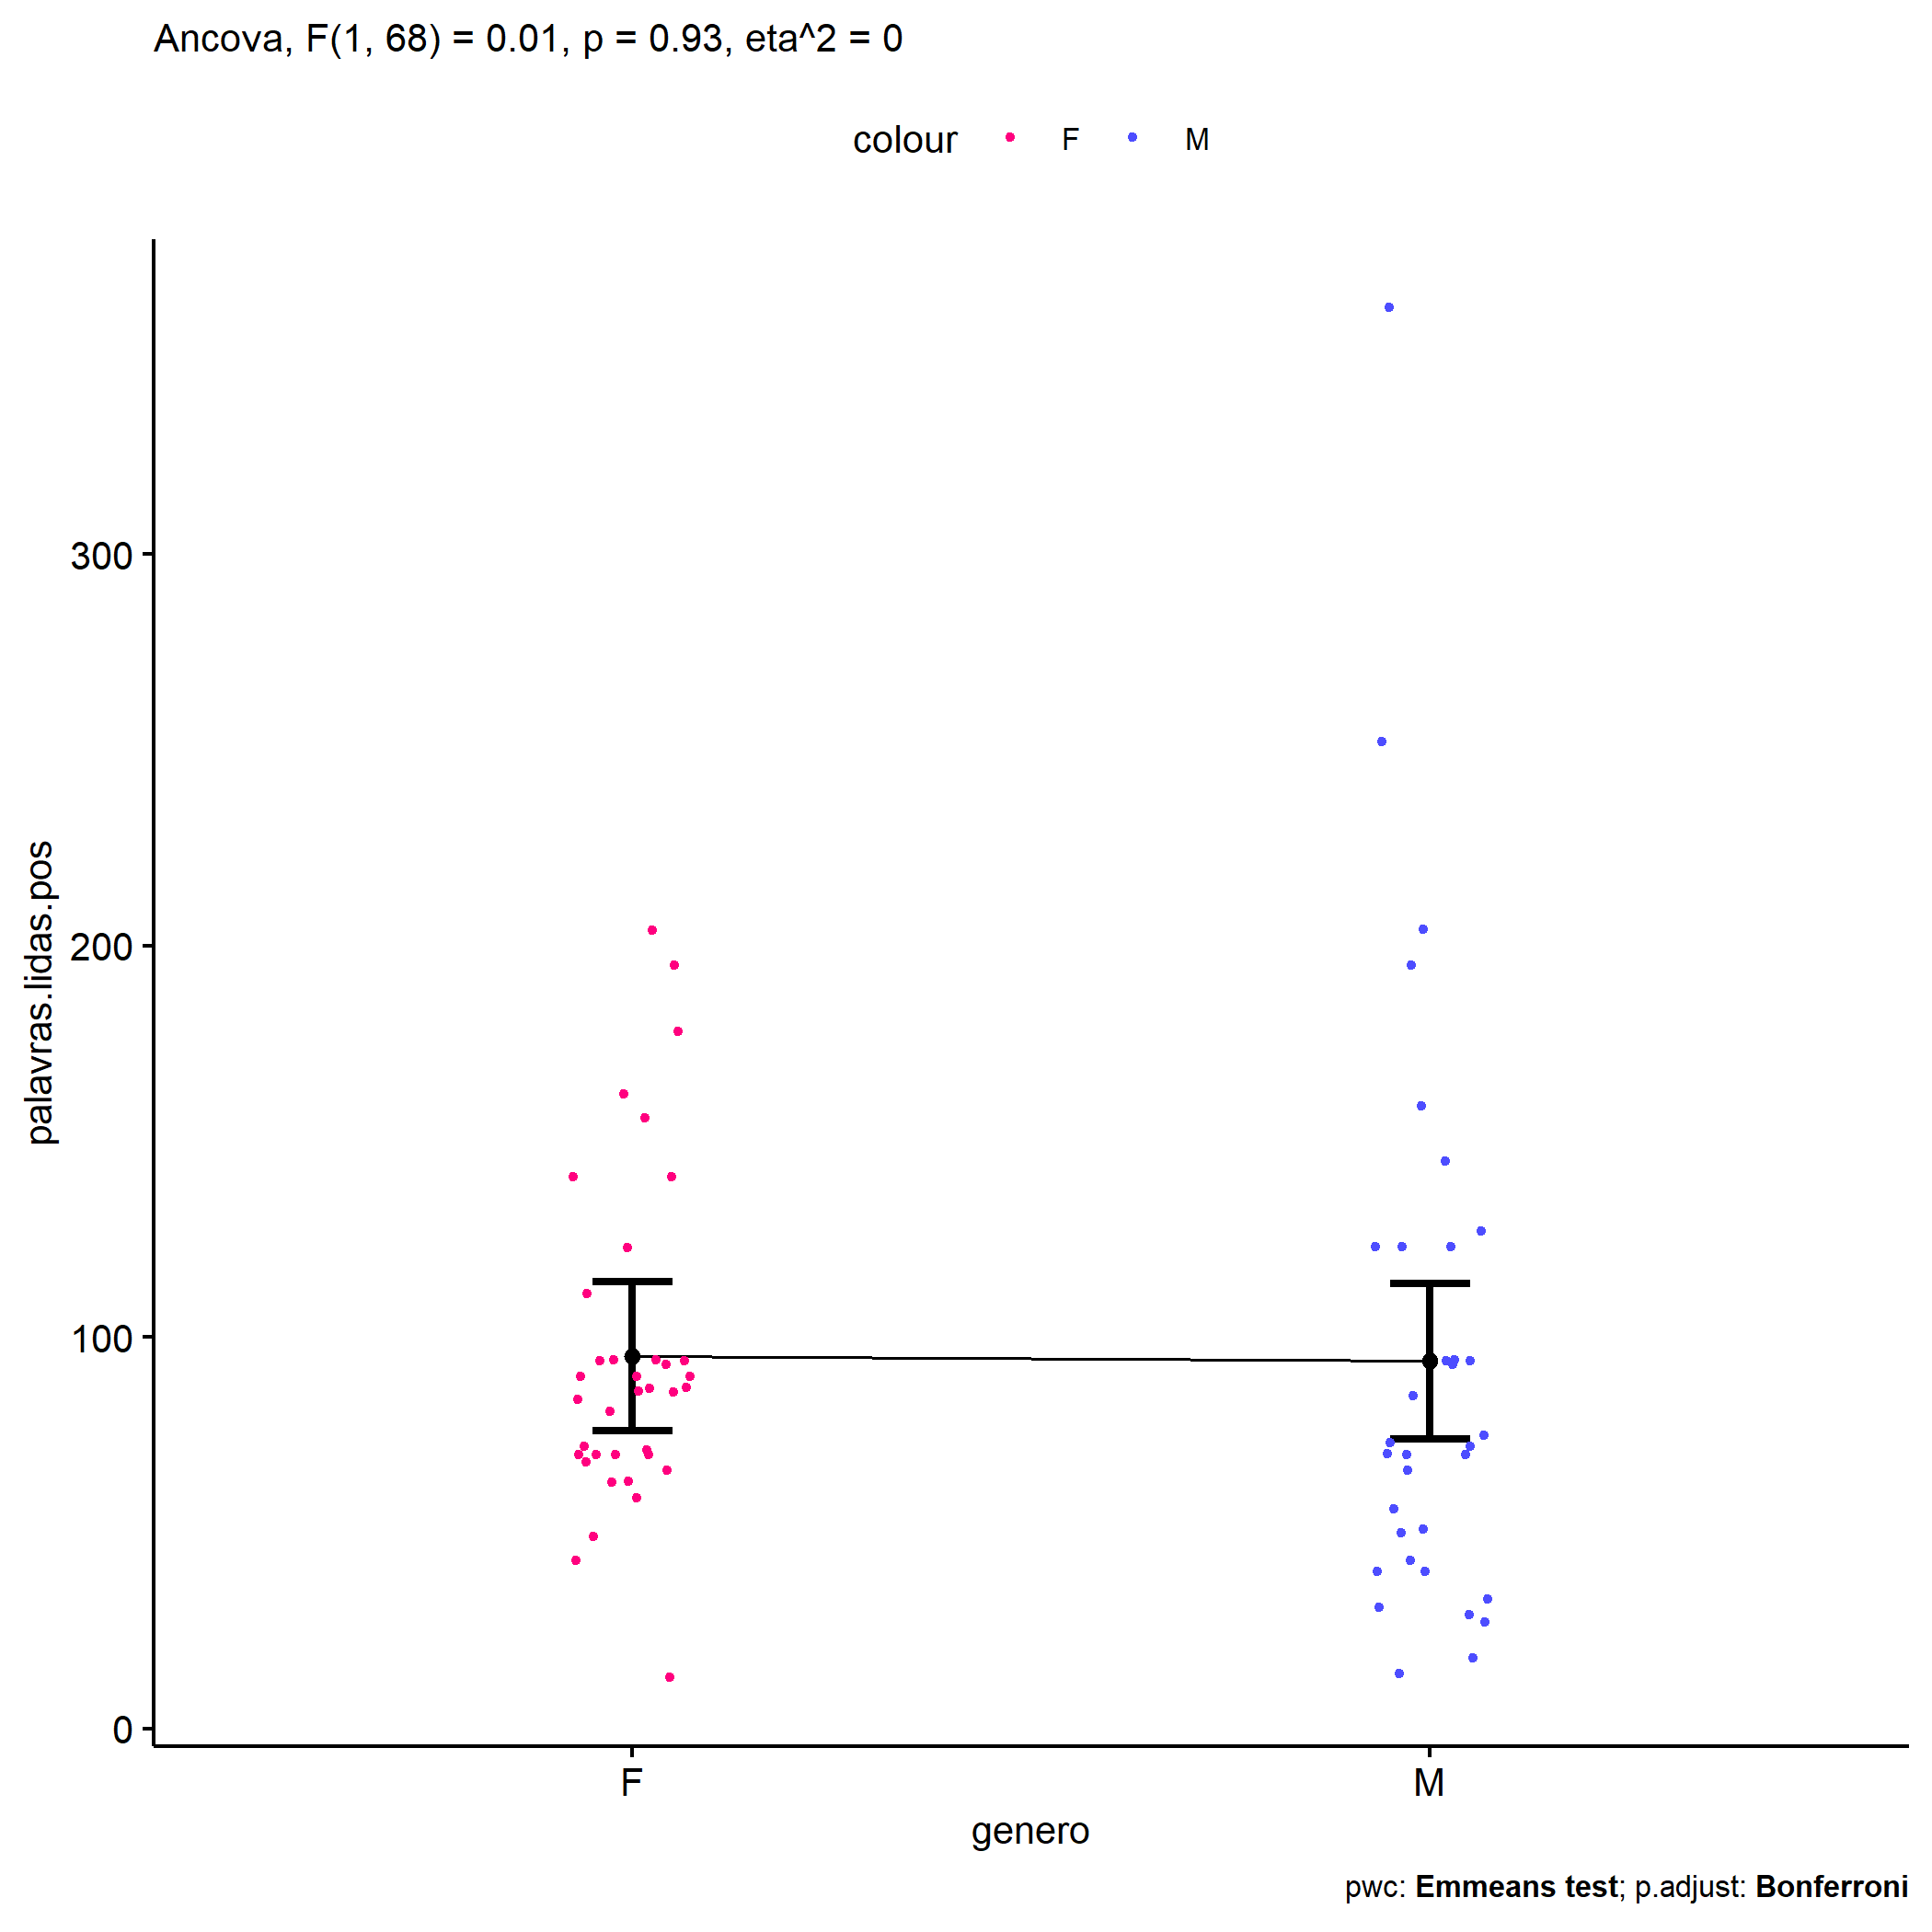 Ancova, F(1, 68) = 0.01, p = 0.93, eta^2 = 0
colour F M
palavras.lidas.pos
300
200
100
0
F M
genero
pwc: Emmeans test; p.adjust: Bonferroni